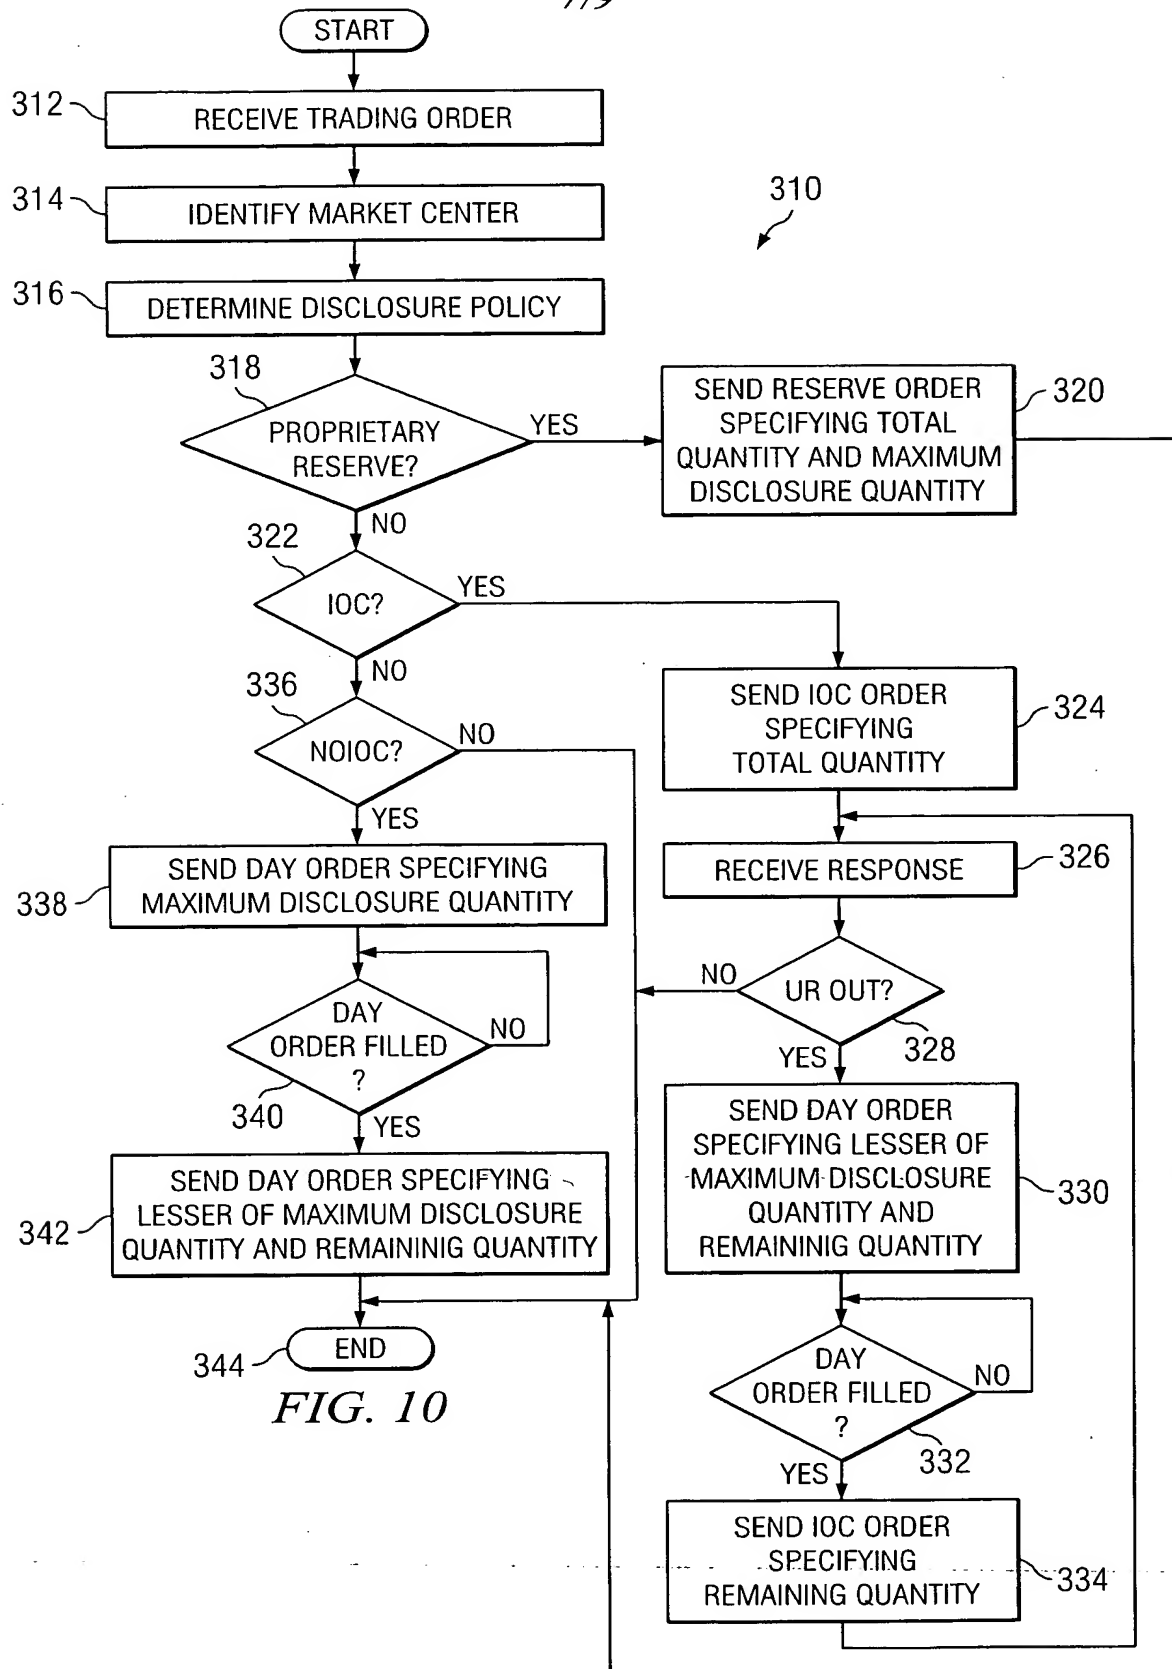 START
312
RECEIVE TRADING ORDER
314
IDENTIFY MARKET CENTER
310
316
DETERMINE DISCLOSURE POLICY
318
PROPRIETARY
RESERVE?
YES
NO
SEND RESERVE ORDER
SPECIFYING TOTAL
QUANTITY AND MAXIMUM
DISCLOSURE QUANTITY
320
322
IOC?
YES
NO
336
NOIOC?
NO
YES
SEND IOC ORDER
SPECIFYING
TOTAL QUANTITY
324
RECEIVE RESPONSE
326
338
SEND DAY ORDER SPECIFYING
MAXIMUM DISCLOSURE QUANTITY
UR OUT?
NO
328
YES
DAY
ORDER FILLED
?
NO
340
YES
SEND DAY ORDER
SPECIFYING LESSER OF
MAXIMUM DISCLOSURE
QUANTITY AND
REMAININIG QUANTITY
330
342
SEND DAY ORDER SPECIFYING
LESSER OF MAXIMUM DISCLOSURE
QUANTITY AND REMAININIG QUANTITY
344
END
FIG. 10
DAY
ORDER FILLED
?
NO
332
YES
SEND IOC ORDER
SPECIFYING
REMAINING QUANTITY
334